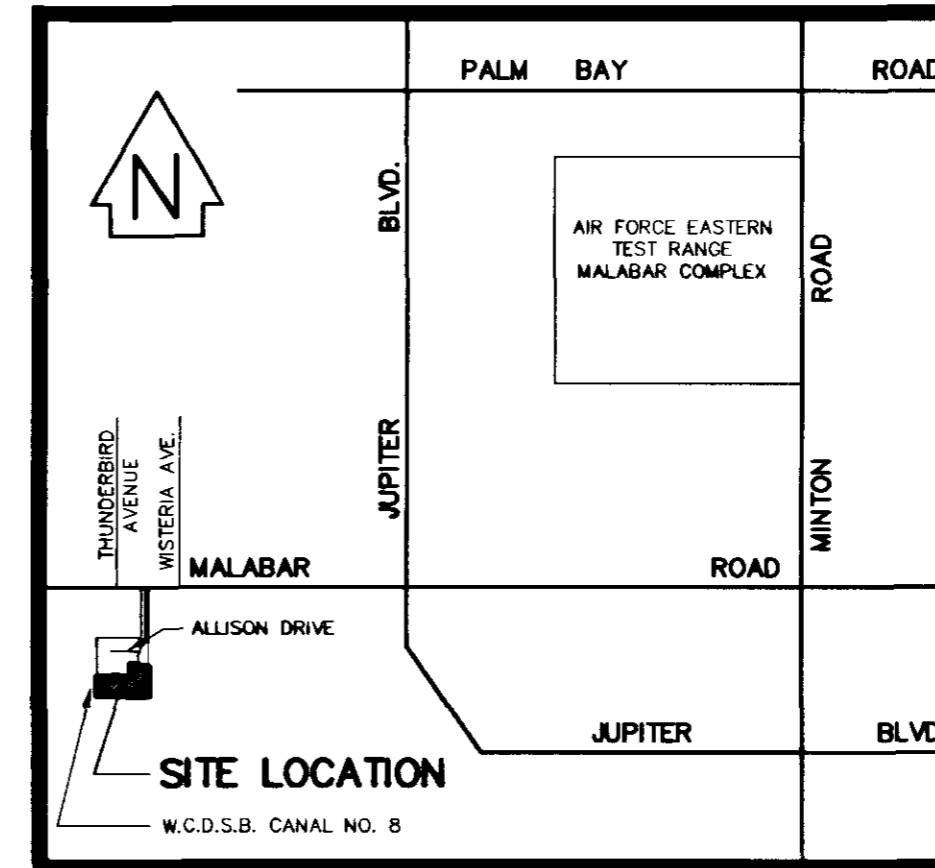 PALM BAY ROAD
N
BLVD.
AIR FORCE EASTERN
TEST RANGE
MALABAR COMPLEX
ROAD
THUNDERBIRD
AVENUE
WISTERIA AVE.
JUPITER
MINTON
MALABAR ROAD
ALLISON DRIVE
JUPITER BLVD
SITE LOCATION
W.C.D.S.B. CANAL NO. 8